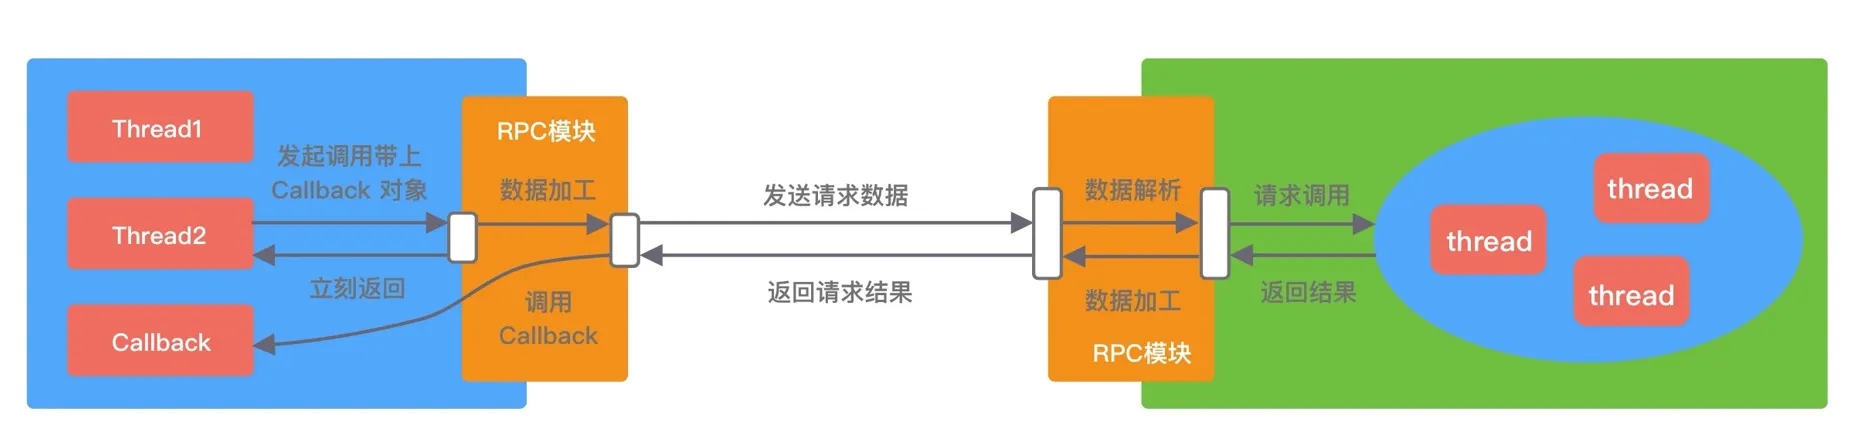 Thread1
发起调用带上
Callback 对象
Thread2
立刻返回
Callback
RPC模块
数据加工
调用
Callback
发送请求数据
返回请求结果
数据解析
数据加工
RPC模块
请求调用
返回结果
thread
thread
thread